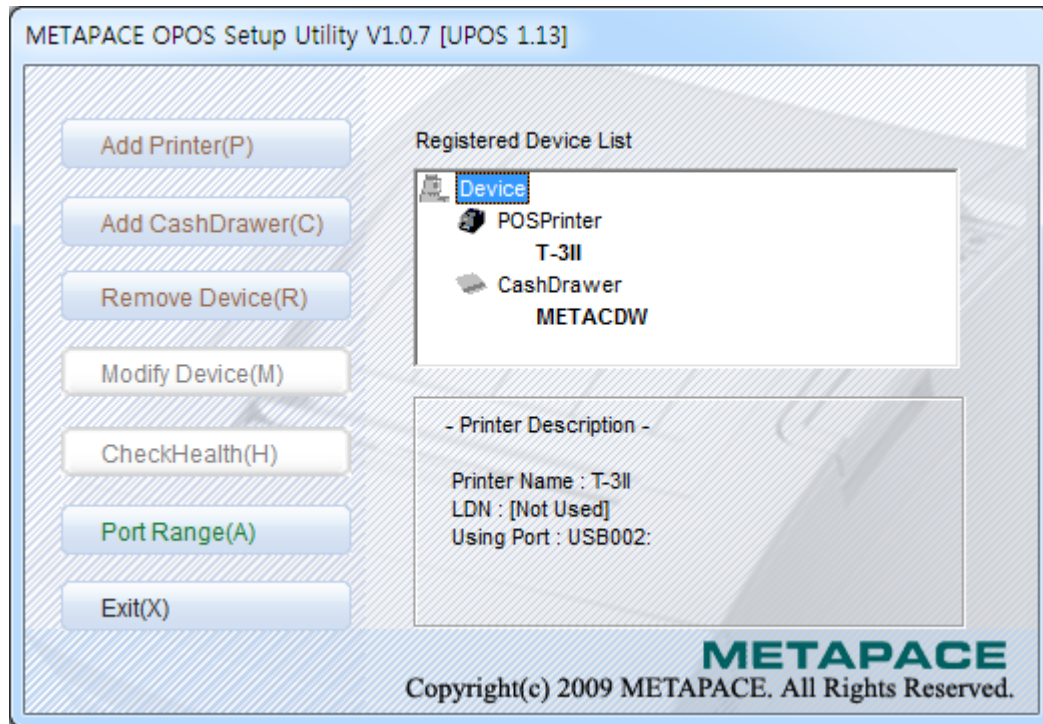 METAPACE OPOS Setup Utility V1.0.7 [UPOS 1.13]
Add Printer(P)
Add CashDrawer(C)
Remove Device(R)
Modify Device(M)
CheckHealth(H)
Port Range(A)
Exit(X)
Registered Device List
Device
POSPrinter
T-3II
CashDrawer
METACDW
- Printer Description -
Printer Name : T-3II
LDN : [Not Used]
Using Port : USB002:
METAPACE
Copyright(c) 2009 METAPACE. All Rights Reserved.